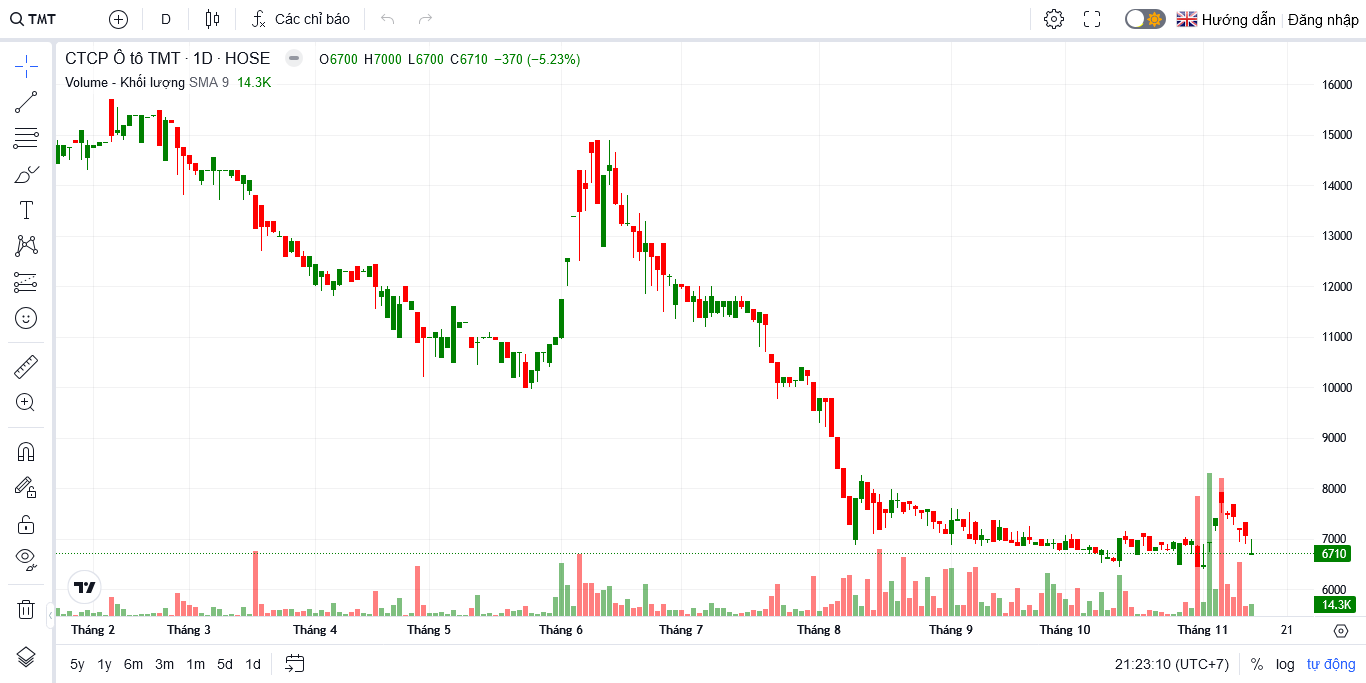 TMT D Các chỉ báo Hướng dẫn Đăng nhập
CTCP Ô tô TMT · 1D · HOSE O6700 H7000 L6700 C6710 −370 (−5.23%)
Volume - Khối lượng SMA 9 14.3K
16000
15000
14000
13000
12000
11000
10000
9000
8000
7000
6710
6000
14.3K
Tháng 2 Tháng 3 Tháng 4 Tháng 5 Tháng 6 Tháng 7 Tháng 8 Tháng 9 Tháng 10 Tháng 11 21
5y 1y 6m 3m 1m 5d 1d 21:23:10 (UTC+7) % log tự động